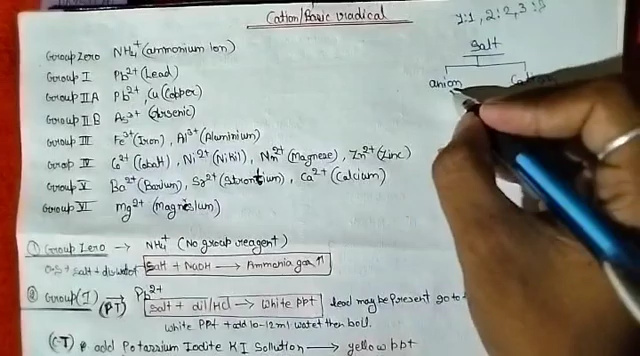 Cation/Basic radical
1:1, 2:2, 3:
Salt
anion
Group Zero NH4+ (ammonium Ion)
Group I Pb2+ (Lead)
Group II A Pb2+, Cu (Copper)
Group II B As3+ (Arsenic)
Group III Fe3+ (Iron), Al3+ (Aluminium)
Group IV Co2+ (Cobalt), Ni2+ (Nikil), Mn2+ (Magnese), Zn2+ (Zinc)
Group V Ba2+ (Barium), Sr2+ (Strontium), Ca2+ (Calcium)
Group VI Mg2+ (Magnesium)
① Group Zero → NH4+ (No group reagent)
Salt + NaOH → Ammonia gas ↑
② Group (I) (PT) → Pb2+
Salt + dil/HCl → White ppt lead may be Present go to
white PPt + add 10-12 ml water then boil.
(CT) add Potassium Iodite KI Solution → yellow ppt